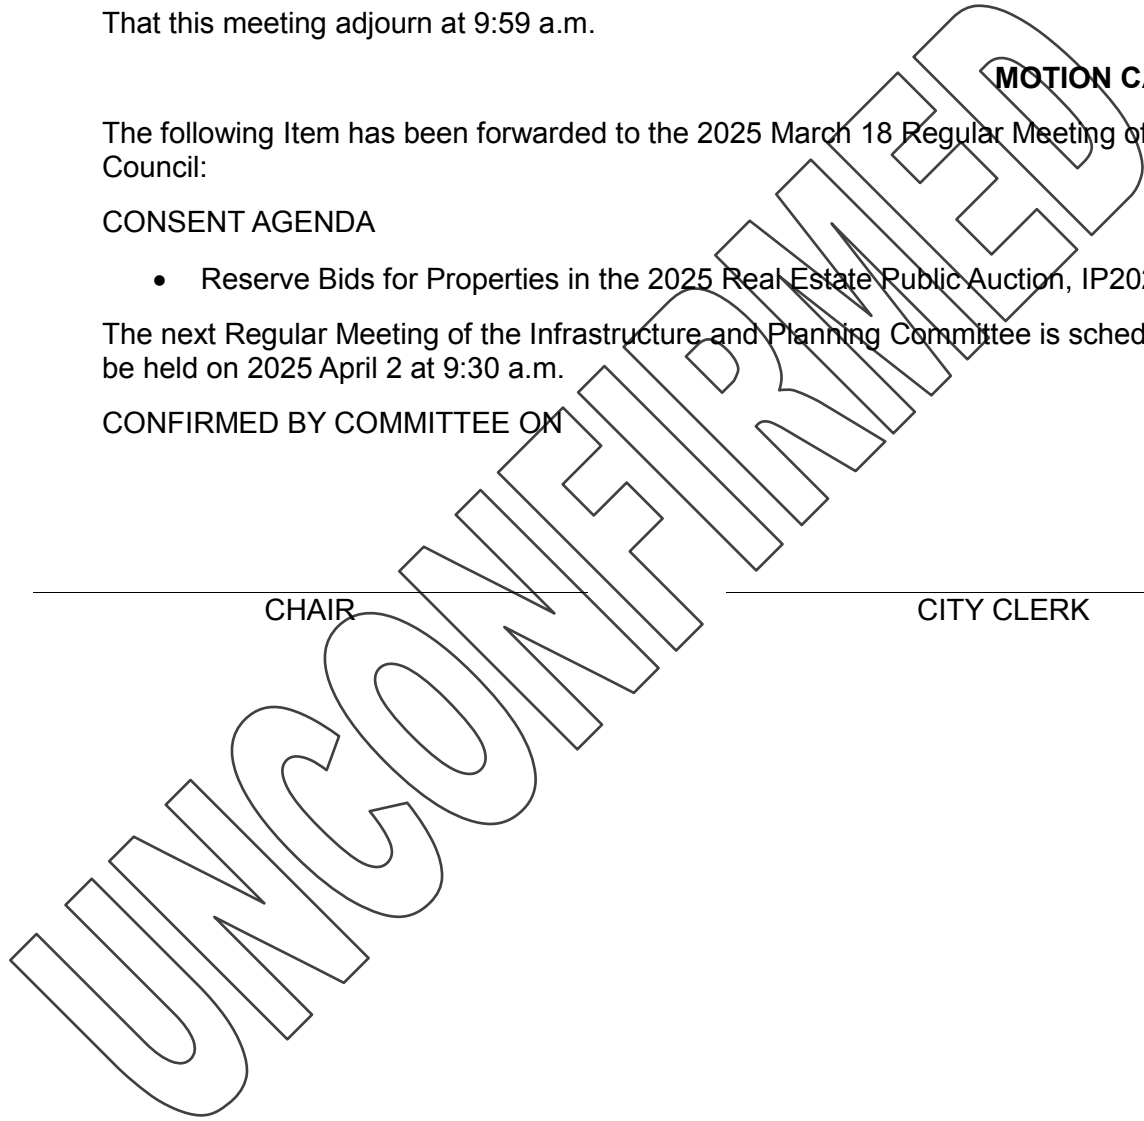 That this meeting adjourn at 9:59 a.m.
MOTION CA
The following Item has been forwarded to the 2025 March 18 Regular Meeting of
Council:
CONSENT AGENDA
• Reserve Bids for Properties in the 2025 Real Estate Public Auction, IP202
The next Regular Meeting of the Infrastructure and Planning Committee is sched
be held on 2025 April 2 at 9:30 a.m.
CONFIRMED BY COMMITTEE ON
CHAIR CITY CLERK
UNCONFIRMED